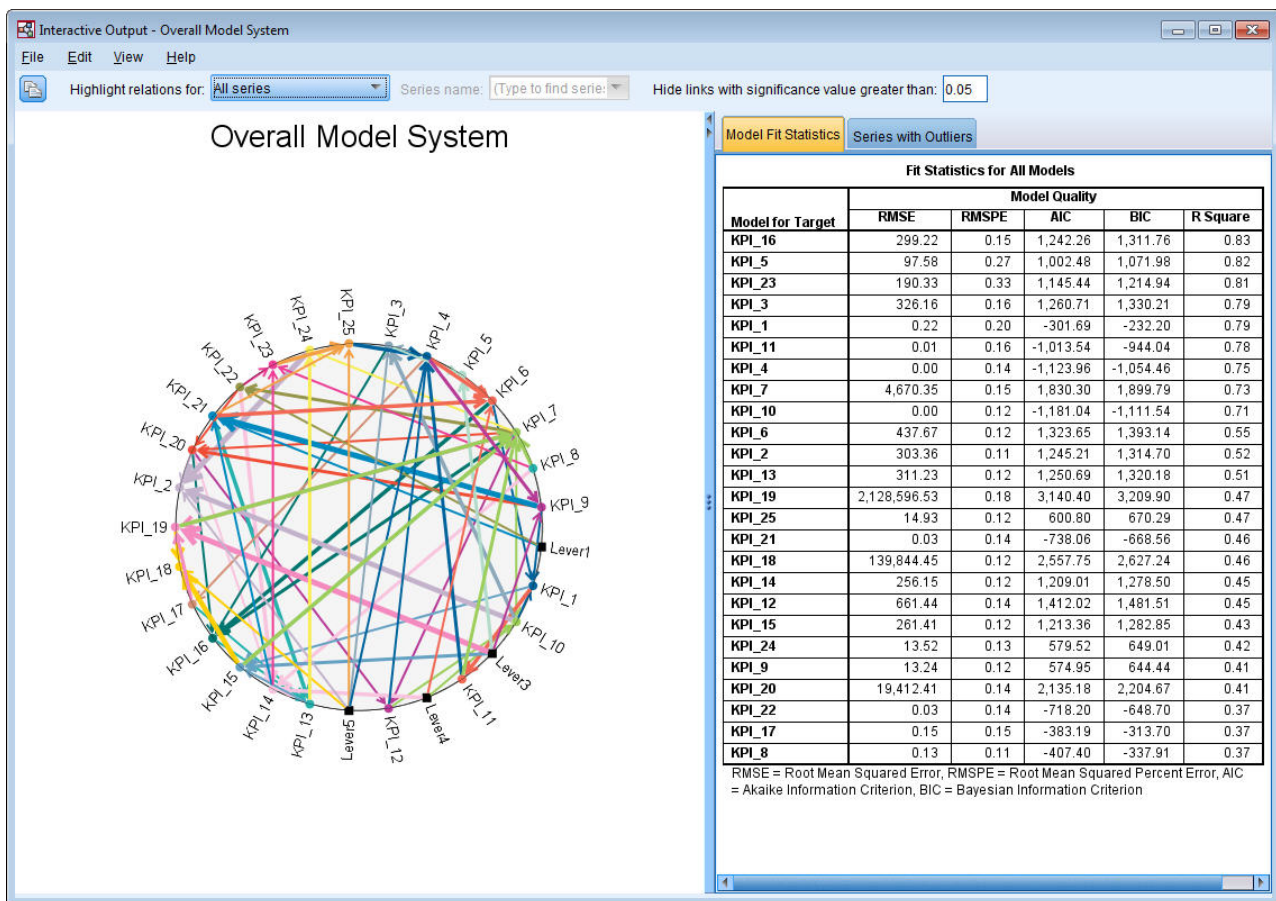 Interactive Output - Overall Model System
File Edit View Help
Highlight relations for: All series Series name: (Type to find serie: Hide links with significance value greater than: 0.05
Overall Model System
KPI_3
KPI_4
KPI_5
KPI_6
KPI_7
KPI_8
KPI_9
Lever1
KPI_1
KPI_10
Lever3
KPI_11
Lever4
KPI_12
Lever5
KPI_13
KPI_14
KPI_15
KPI_16
KPI_17
KPI_18
KPI_19
KPI_2
KPI_20
KPI_21
KPI_22
KPI_23
KPI_24
KPI_25
Model Fit Statistics Series with Outliers
Fit Statistics for All Models
Model Quality
Model for Target RMSE RMSPE AIC BIC R Square
KPI_16 299.22 0.15 1,242.26 1,311.76 0.83
KPI_5 97.58 0.27 1,002.48 1,071.98 0.82
KPI_23 190.33 0.33 1,145.44 1,214.94 0.81
KPI_3 326.16 0.16 1,260.71 1,330.21 0.79
KPI_1 0.22 0.20 -301.69 -232.20 0.79
KPI_11 0.01 0.16 -1,013.54 -944.04 0.78
KPI_4 0.00 0.14 -1,123.96 -1,054.46 0.75
KPI_7 4,670.35 0.15 1,830.30 1,899.79 0.73
KPI_10 0.00 0.12 -1,181.04 -1,111.54 0.71
KPI_6 437.67 0.12 1,323.65 1,393.14 0.55
KPI_2 303.36 0.11 1,245.21 1,314.70 0.52
KPI_13 311.23 0.12 1,250.69 1,320.18 0.51
KPI_19 2,128,596.53 0.18 3,140.40 3,209.90 0.47
KPI_25 14.93 0.12 600.80 670.29 0.47
KPI_21 0.03 0.14 -738.06 -668.56 0.46
KPI_18 139,844.45 0.12 2,557.75 2,627.24 0.46
KPI_14 256.15 0.12 1,209.01 1,278.50 0.45
KPI_12 661.44 0.14 1,412.02 1,481.51 0.45
KPI_15 261.41 0.12 1,213.36 1,282.85 0.43
KPI_24 13.52 0.13 579.52 649.01 0.42
KPI_9 13.24 0.12 574.95 644.44 0.41
KPI_20 19,412.41 0.14 2,135.18 2,204.67 0.41
KPI_22 0.03 0.14 -718.20 -648.70 0.37
KPI_17 0.15 0.15 -383.19 -313.70 0.37
KPI_8 0.13 0.11 -407.40 -337.91 0.37
RMSE = Root Mean Squared Error, RMSPE = Root Mean Squared Percent Error, AIC
= Akaike Information Criterion, BIC = Bayesian Information Criterion